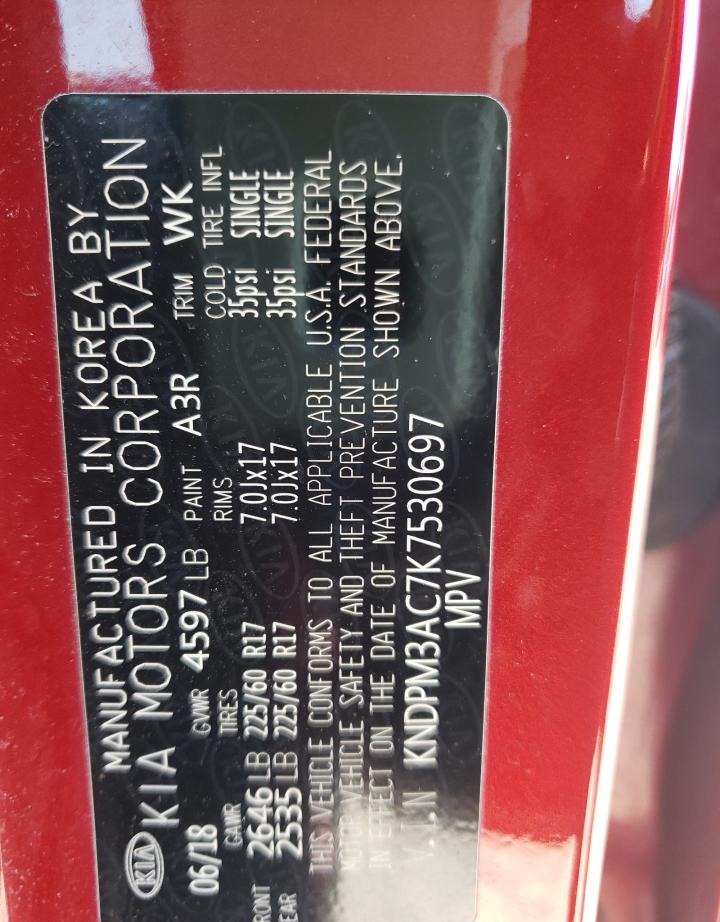 KIA
MANUFACTURED IN KOREA BY
KIA MOTORS CORPORATION
06/18 GVWR 4597 LB PAINT A3R TRIM WK
GAWR TIRES RIMS COLD TIRE INFL
FRONT 2646 LB 225/60 R17 7.0Jx17 35psi SINGLE
EAR 2535 LB 225/60 R17 7.0Jx17 35psi SINGLE
THIS VEHICLE CONFORMS TO ALL APPLICABLE U.S.A. FEDERAL
MOTOR VEHICLE SAFETY AND THEFT PREVENTION STANDARDS
IN EFFECT ON THE DATE OF MANUFACTURE SHOWN ABOVE.
V.I.N KNDPM3AC7K7530697
MPV